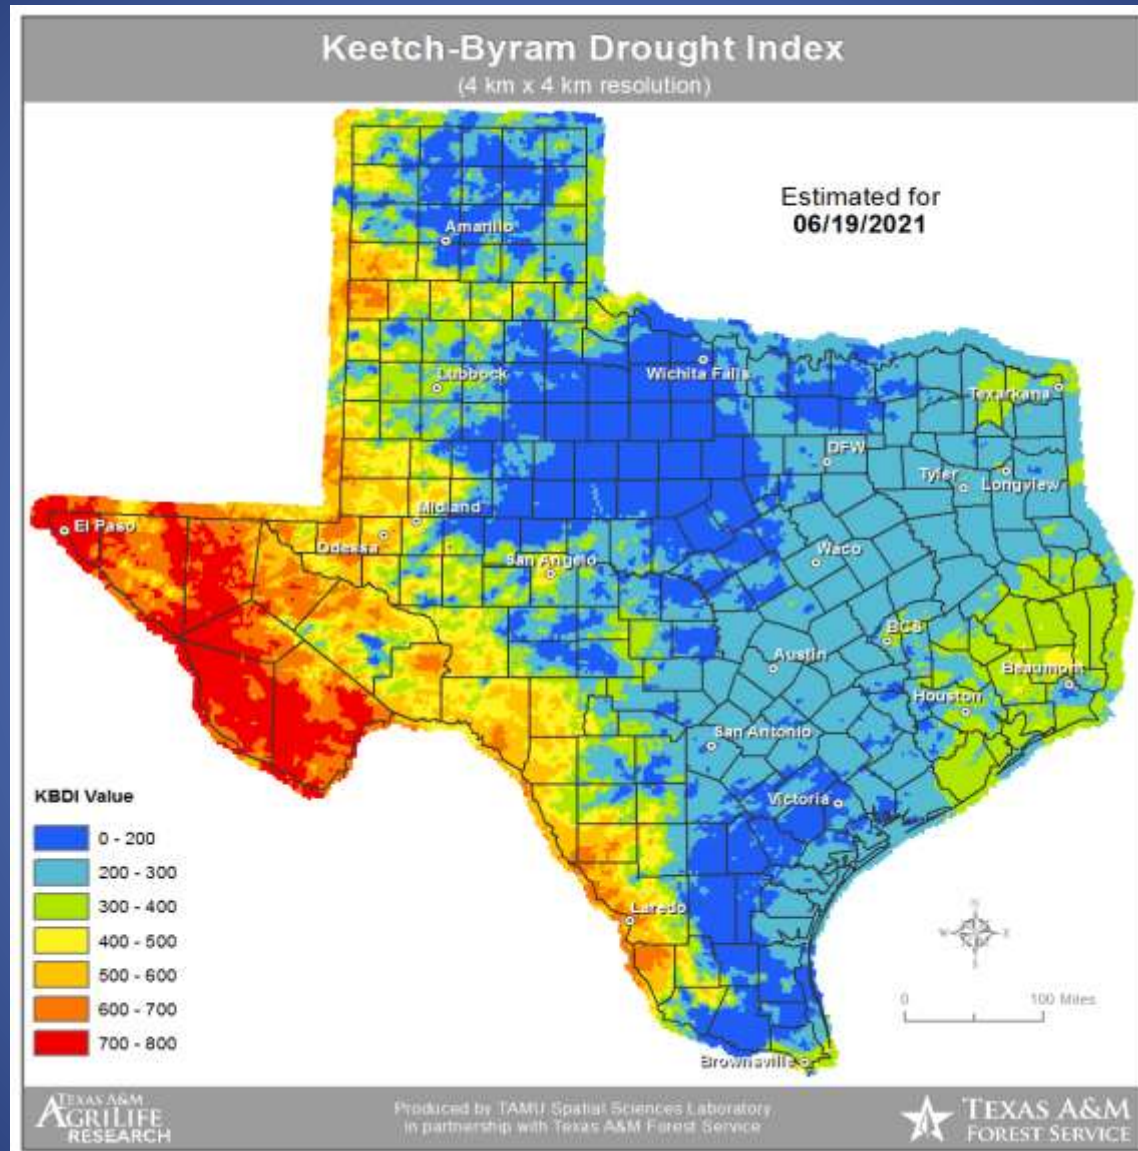 Keetch-Byram Drought Index
(4 km x 4 km resolution)
Estimated for
06/19/2021
Amarillo
Lubbock
Wichita Falls
Texarkana
DFW
Tyler
Longview
El Paso
Midland
Odessa
San Angelo
Waco
BCS
Austin
Beaumont
Houston
San Antonio
Victoria
Laredo
Brownsville
KBDI Value
0 - 200
200 - 300
300 - 400
400 - 500
500 - 600
600 - 700
700 - 800
N
W E
S
0 100 Miles
TEXAS A&M
AGRILIFE
RESEARCH
Produced by TAMU Spatial Sciences Laboratory
in partnership with Texas A&M Forest Service
TEXAS A&M
FOREST SERVICE